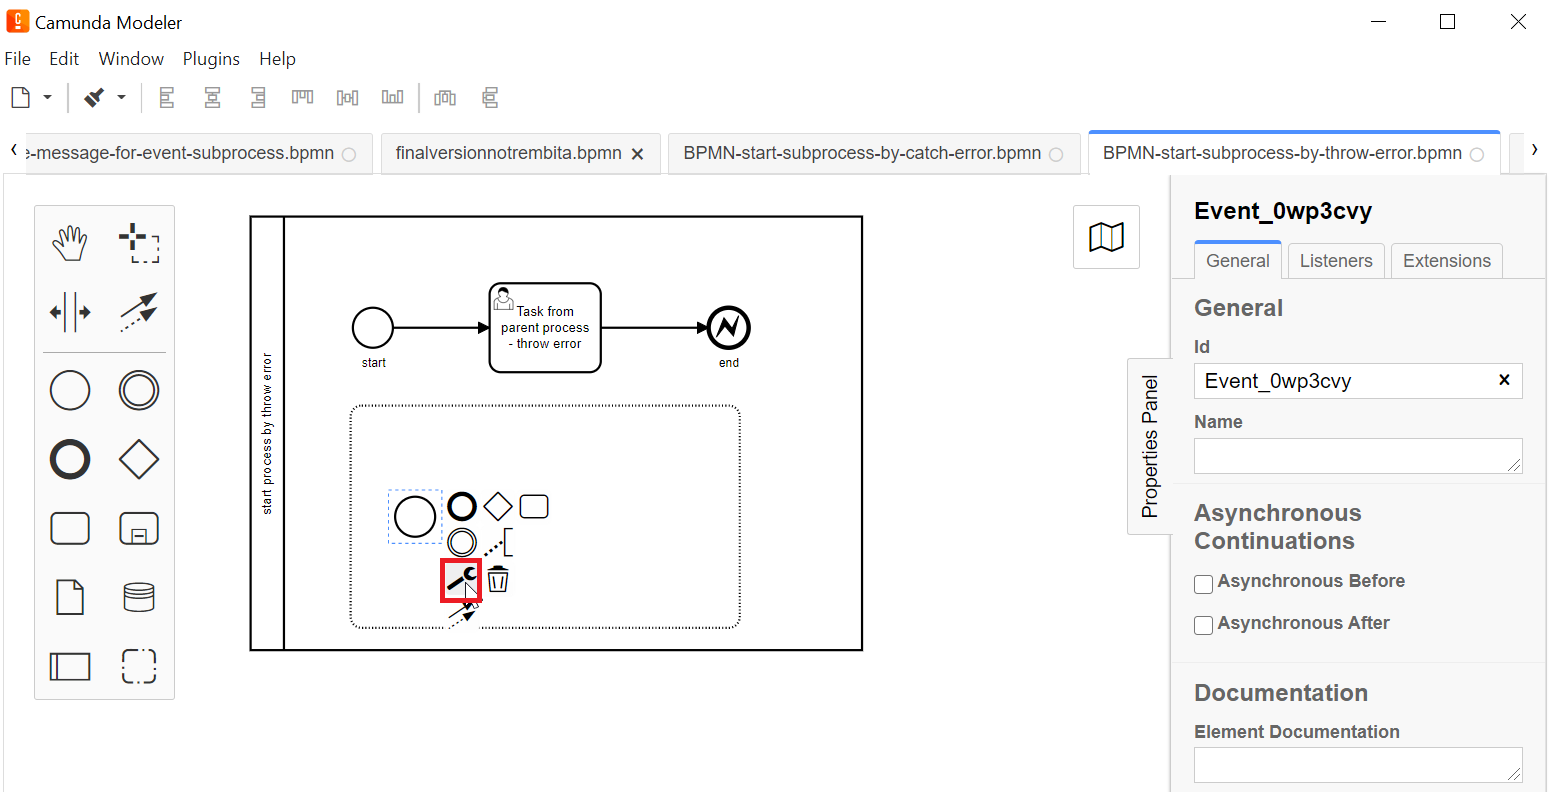 Camunda Modeler
File Edit Window Plugins Help
e-message-for-event-subprocess.bpmn
finalversionnotrembita.bpmn
BPMN-start-subprocess-by-catch-error.bpmn
BPMN-start-subprocess-by-throw-error.bpmn
start process by throw error
start
Task from
parent process
- throw error
end
Properties Panel
Event_0wp3cvy
General Listeners Extensions
General
Id
Event_0wp3cvy
Name
Asynchronous
Continuations
Asynchronous Before
Asynchronous After
Documentation
Element Documentation